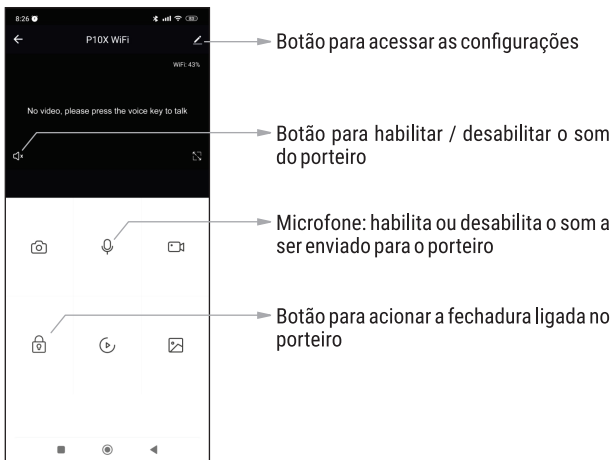 8:26
P10X WiFi
Botão para acessar as configurações
WiFi: 43%
No video, please press the voice key to talk
Botão para habilitar / desabilitar o som
do porteiro
Microfone: habilita ou desabilita o som a
ser enviado para o porteiro
Botão para acionar a fechadura ligada no
porteiro